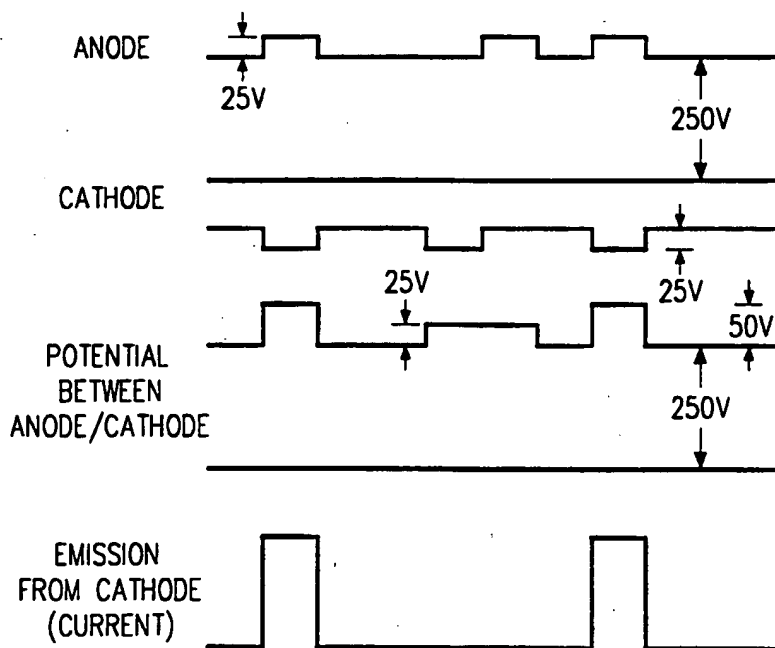 ANODE
25V
250V
CATHODE
25V
25V
50V
POTENTIAL
BETWEEN
ANODE/CATHODE
250V
EMISSION
FROM CATHODE
(CURRENT)